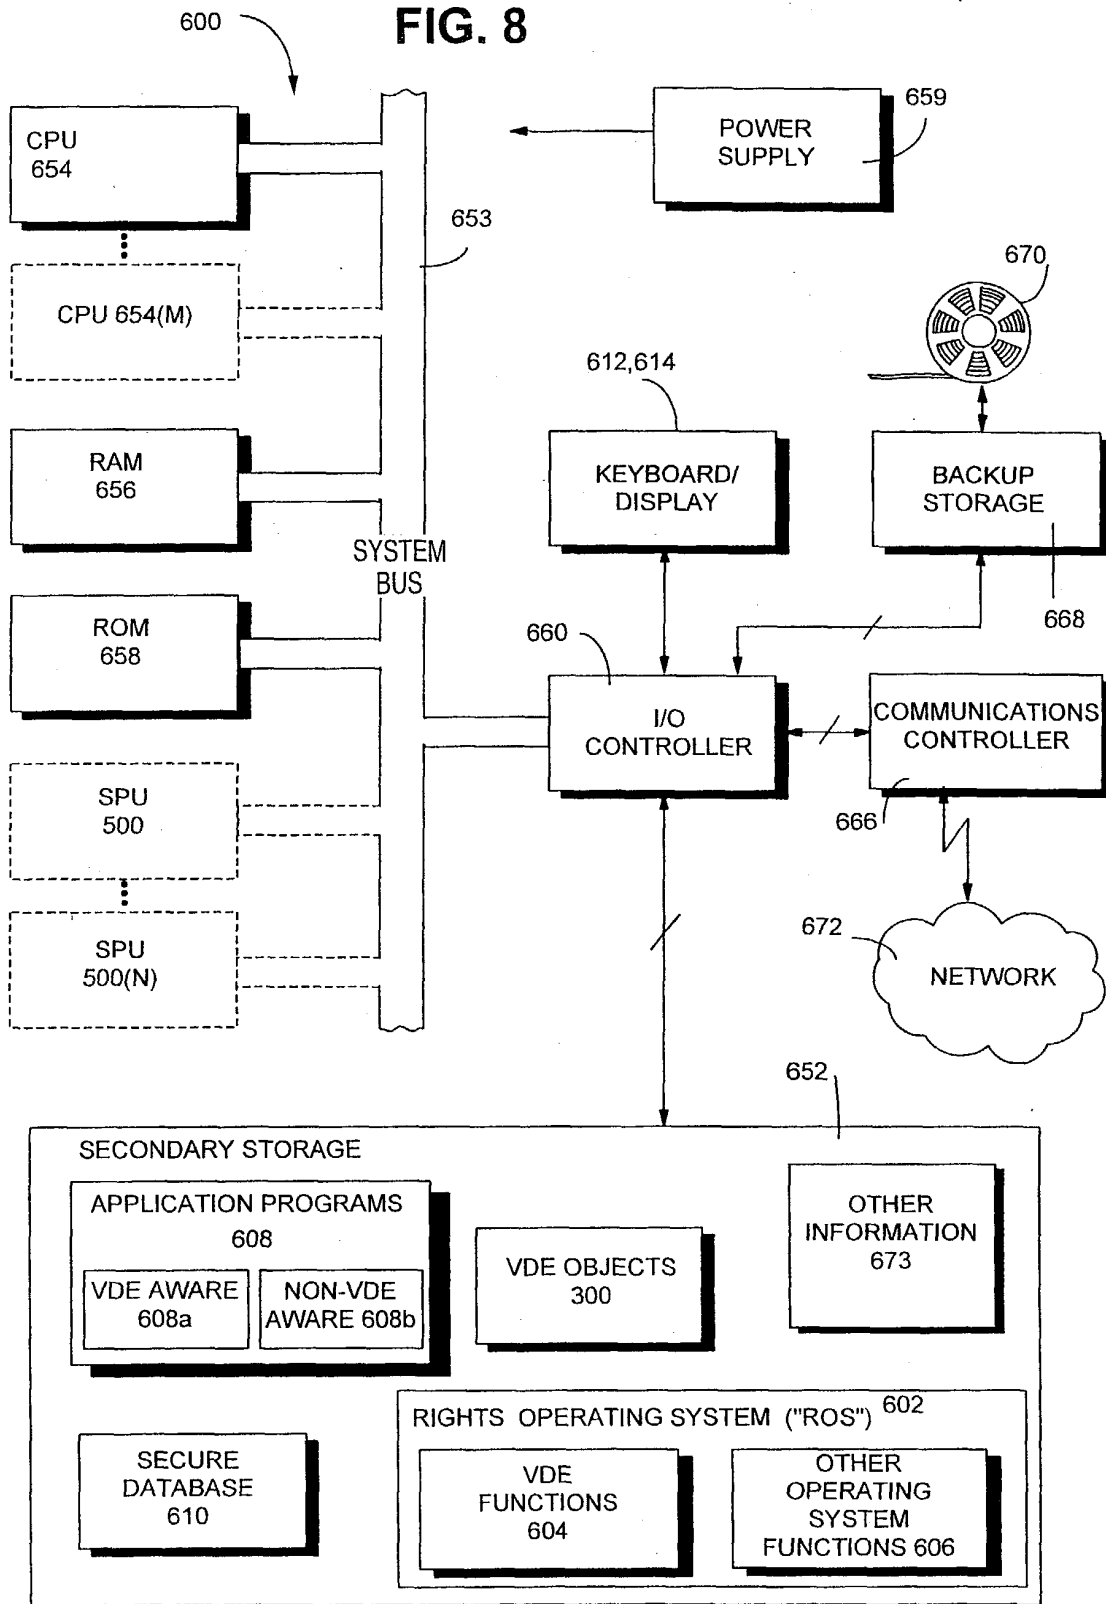 FIG. 8
600
CPU
654
POWER
SUPPLY
659
653
CPU 654(M)
670
612,614
RAM
656
KEYBOARD/
DISPLAY
BACKUP
STORAGE
SYSTEM
BUS
668
ROM
658
660
I/O
CONTROLLER
COMMUNICATIONS
CONTROLLER
666
SPU
500
SPU
500(N)
672
NETWORK
652
SECONDARY STORAGE
APPLICATION PROGRAMS
608
VDE AWARE
608a
NON-VDE
AWARE 608b
VDE OBJECTS
300
OTHER
INFORMATION
673
SECURE
DATABASE
610
RIGHTS OPERATING SYSTEM ("ROS") 602
VDE
FUNCTIONS
604
OTHER
OPERATING
SYSTEM
FUNCTIONS 606